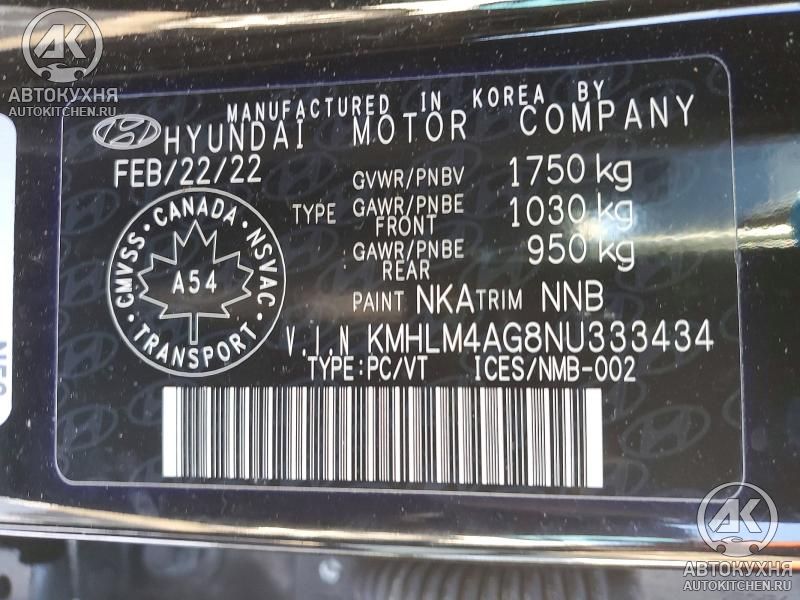 АК
АВТОКУХНЯ
AUTOKITCHEN.RU
MANUFACTURED IN KOREA BY
HYUNDAI MOTOR COMPANY
FEB/22/22
GVWR/PNBV 1750 kg
TYPE GAWR/PNBE FRONT 1030 kg
GAWR/PNBE REAR 950 kg
CANADA
CMVSS NSVAC
A54
TRANSPORT
PAINT NKA TRIM NNB
V.I.N KMHLM4AG8NU333434
TYPE:PC/VT ICES/NMB-002
АК
АВТОКУХНЯ
AUTOKITCHEN.RU